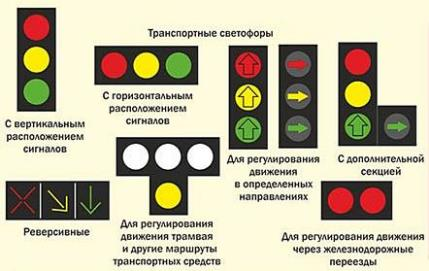 Транспортные светофоры
С вертикальным
расположением
сигналов
С горизонтальным
расположением
сигналов
Для регулирования
движения
в определенных
направлениях
С дополнительной
секцией
Реверсивные
Для регулирования
движения трамвая
и другие маршруты
транспортных средств
Для регулирования движения
через железнодорожные
переезды